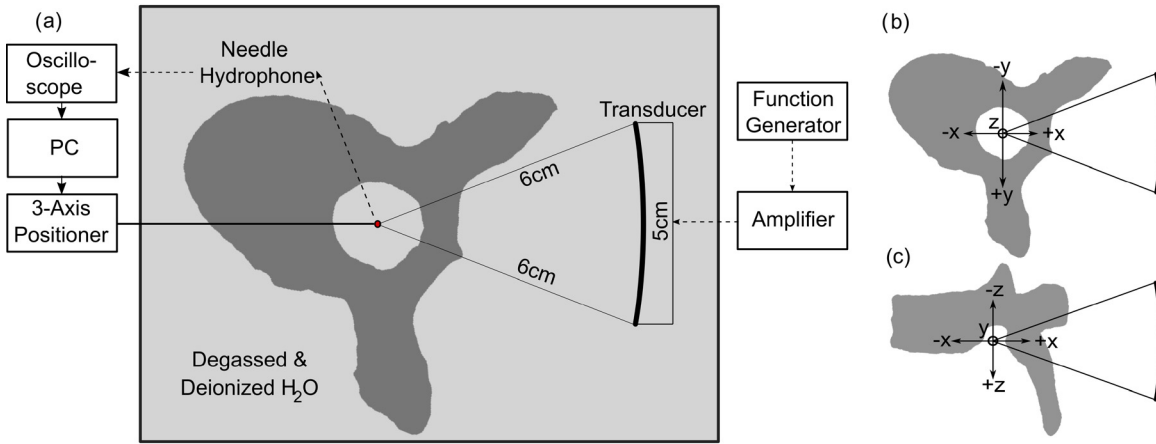 (a)
Oscillo-
scope
PC
3-Axis
Positioner
Needle
Hydrophone
Transducer
6cm
6cm
5cm
Degassed &
Deionized H₂O
Function
Generator
Amplifier
(b)
-y
-x
z
+x
+y
(c)
-z
-x
y
+x
+z